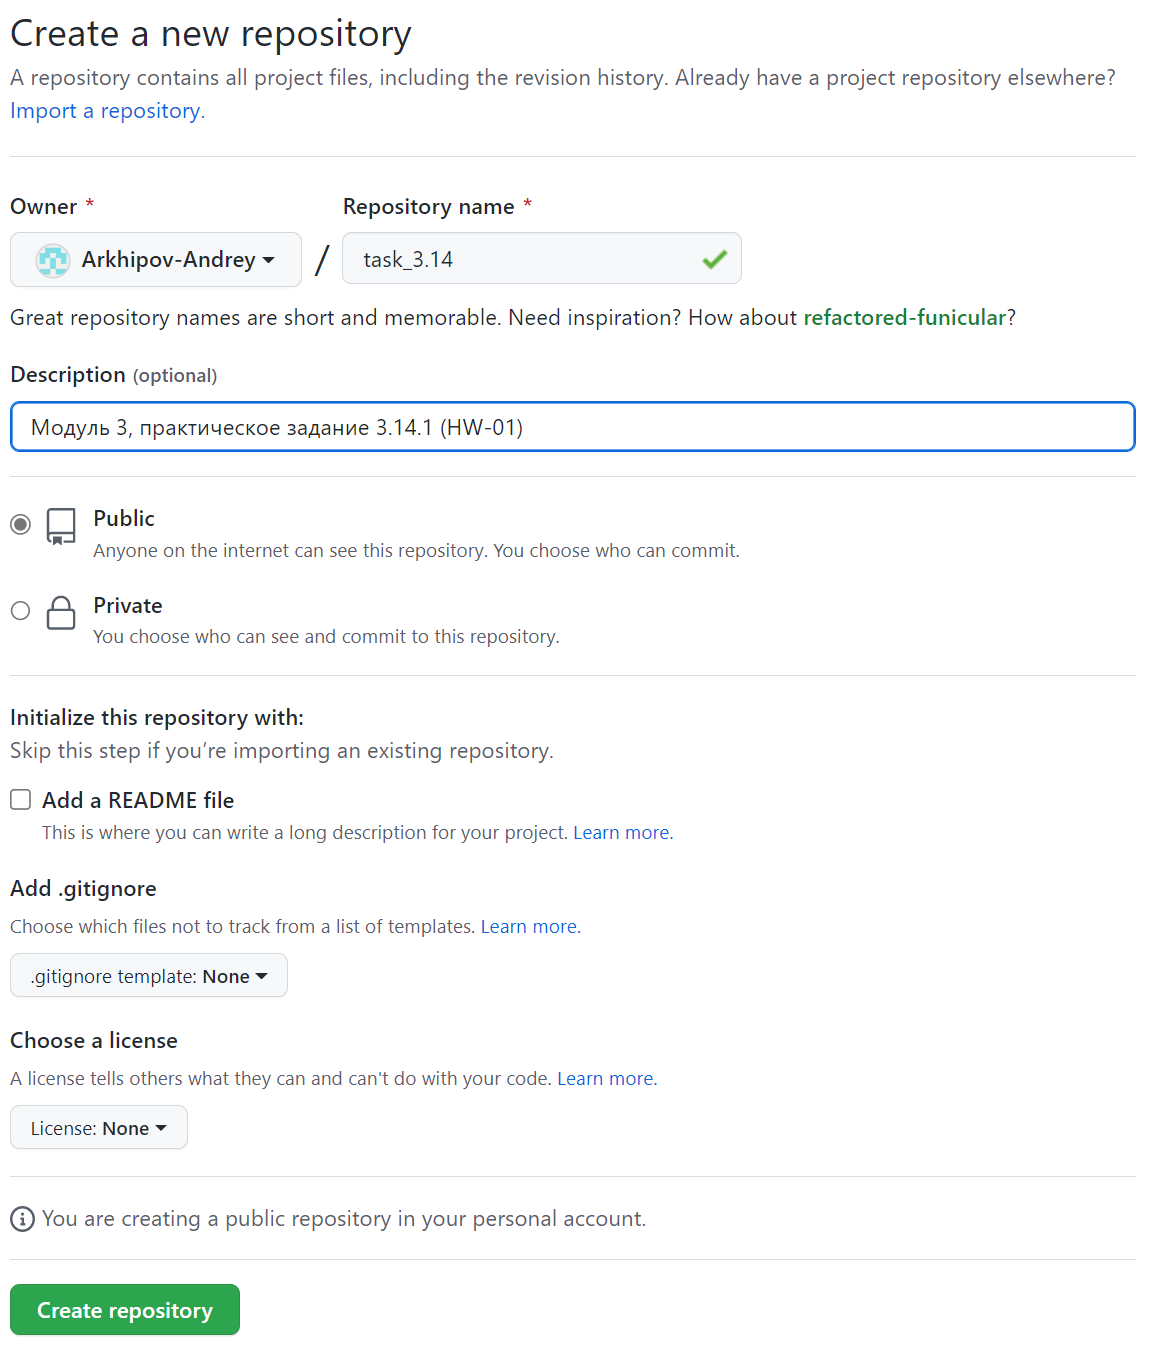 Create a new repository
A repository contains all project files, including the revision history. Already have a project repository elsewhere?
Import a repository.
Owner * Repository name *
Arkhipov-Andrey / task_3.14
Great repository names are short and memorable. Need inspiration? How about refactored-funicular?
Description (optional)
Модуль 3, практическое задание 3.14.1 (HW-01)
Public
Anyone on the internet can see this repository. You choose who can commit.
Private
You choose who can see and commit to this repository.
Initialize this repository with:
Skip this step if you’re importing an existing repository.
Add a README file
This is where you can write a long description for your project. Learn more.
Add .gitignore
Choose which files not to track from a list of templates. Learn more.
.gitignore template: None
Choose a license
A license tells others what they can and can't do with your code. Learn more.
License: None
You are creating a public repository in your personal account.
Create repository